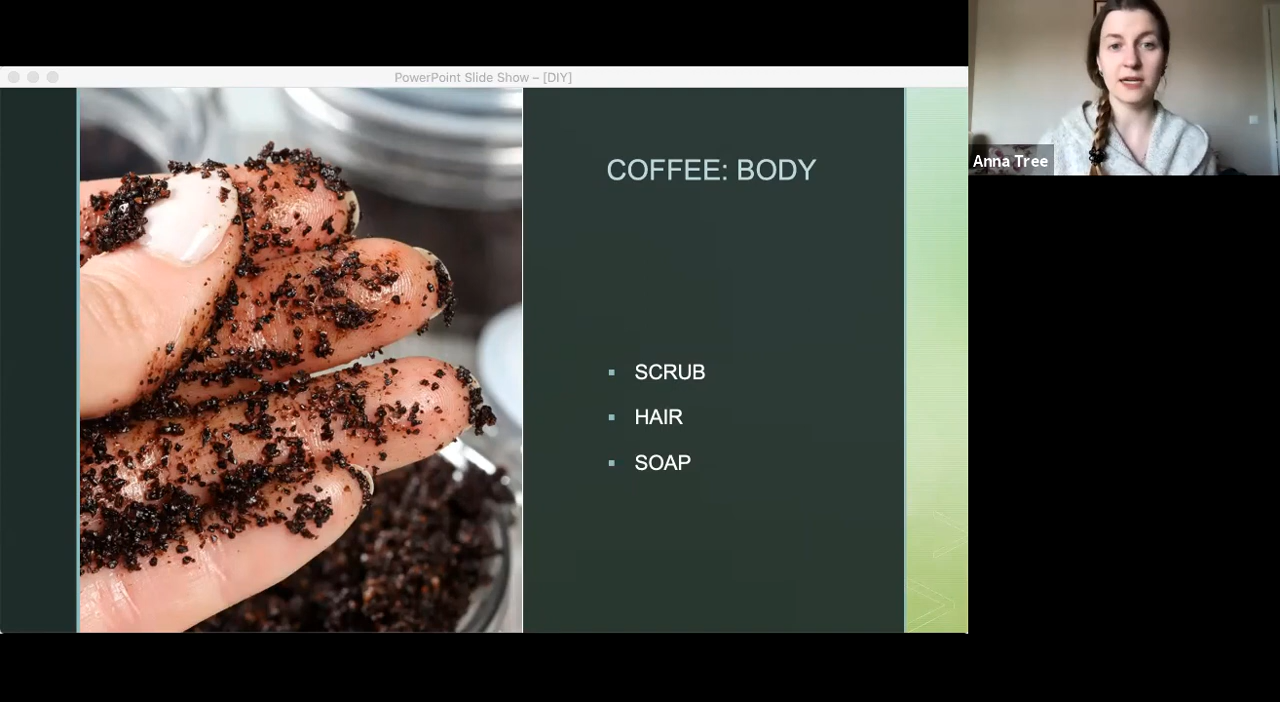 PowerPoint Slide Show – [DIY]
COFFEE: BODY
SCRUB
HAIR
SOAP
Anna Tree